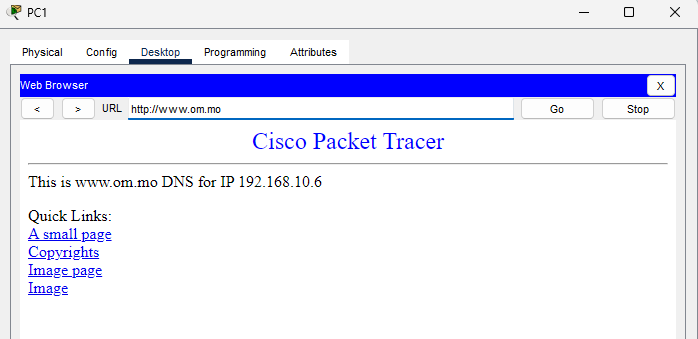 PC1
Physical Config Desktop Programming Attributes
Web Browser X
< > URL http://www.om.mo Go Stop
Cisco Packet Tracer
This is www.om.mo DNS for IP 192.168.10.6
Quick Links:
A small page
Copyrights
Image page
Image